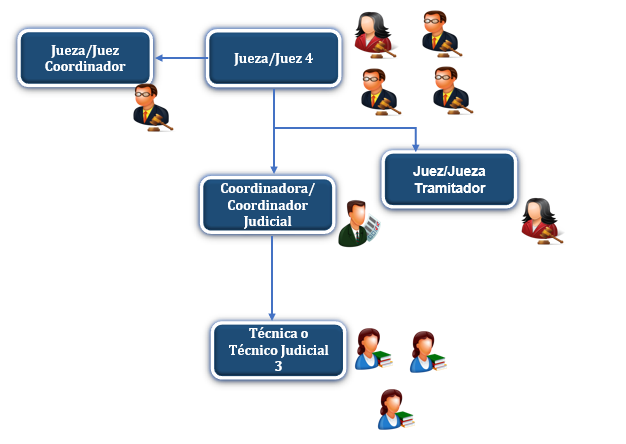 Jueza/Juez
Coordinador
Jueza/Juez 4
Juez/Jueza
Tramitador
Coordinadora/
Coordinador
Judicial
Técnica o
Técnico Judicial
3